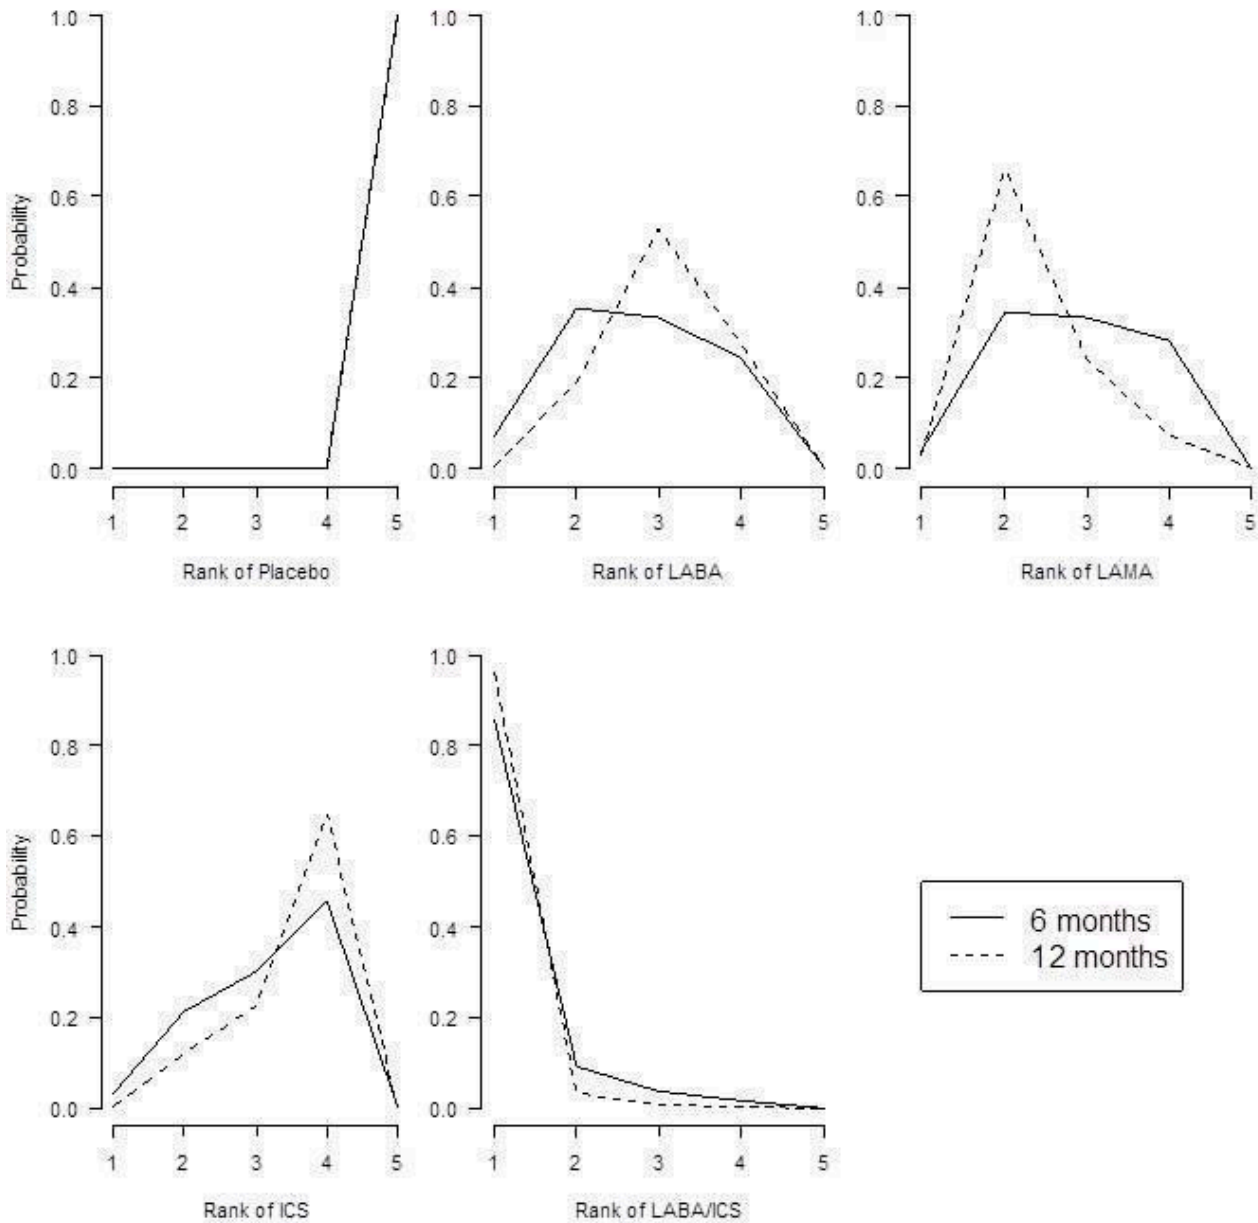 1.0
0.8
0.6
0.4
0.2
0.0
Probability
1 2 3 4 5
Rank of Placebo
1.0
0.8
0.6
0.4
0.2
0.0
1 2 3 4 5
Rank of LABA
1.0
0.8
0.6
0.4
0.2
0.0
1 2 3 4 5
Rank of LAMA
1.0
0.8
0.6
0.4
0.2
0.0
Probability
1 2 3 4 5
Rank of ICS
1.0
0.8
0.6
0.4
0.2
0.0
1 2 3 4 5
Rank of LABA/ICS
6 months
12 months